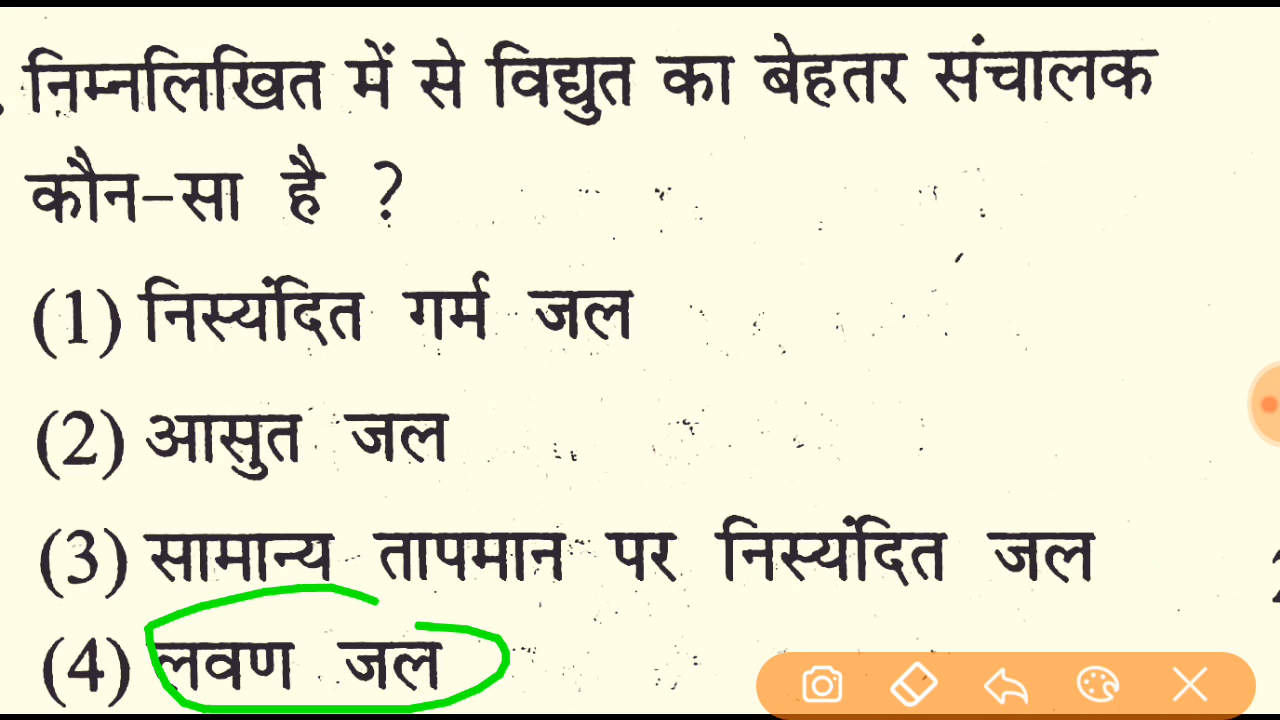 निम्नलिखित में से विद्युत का बेहतर संचालक
कौन-सा है ?
(1) निस्यंदित गर्म जल
(2) आसुत जल
(3) सामान्य तापमान पर निस्यंदित जल
(4) लवण जल